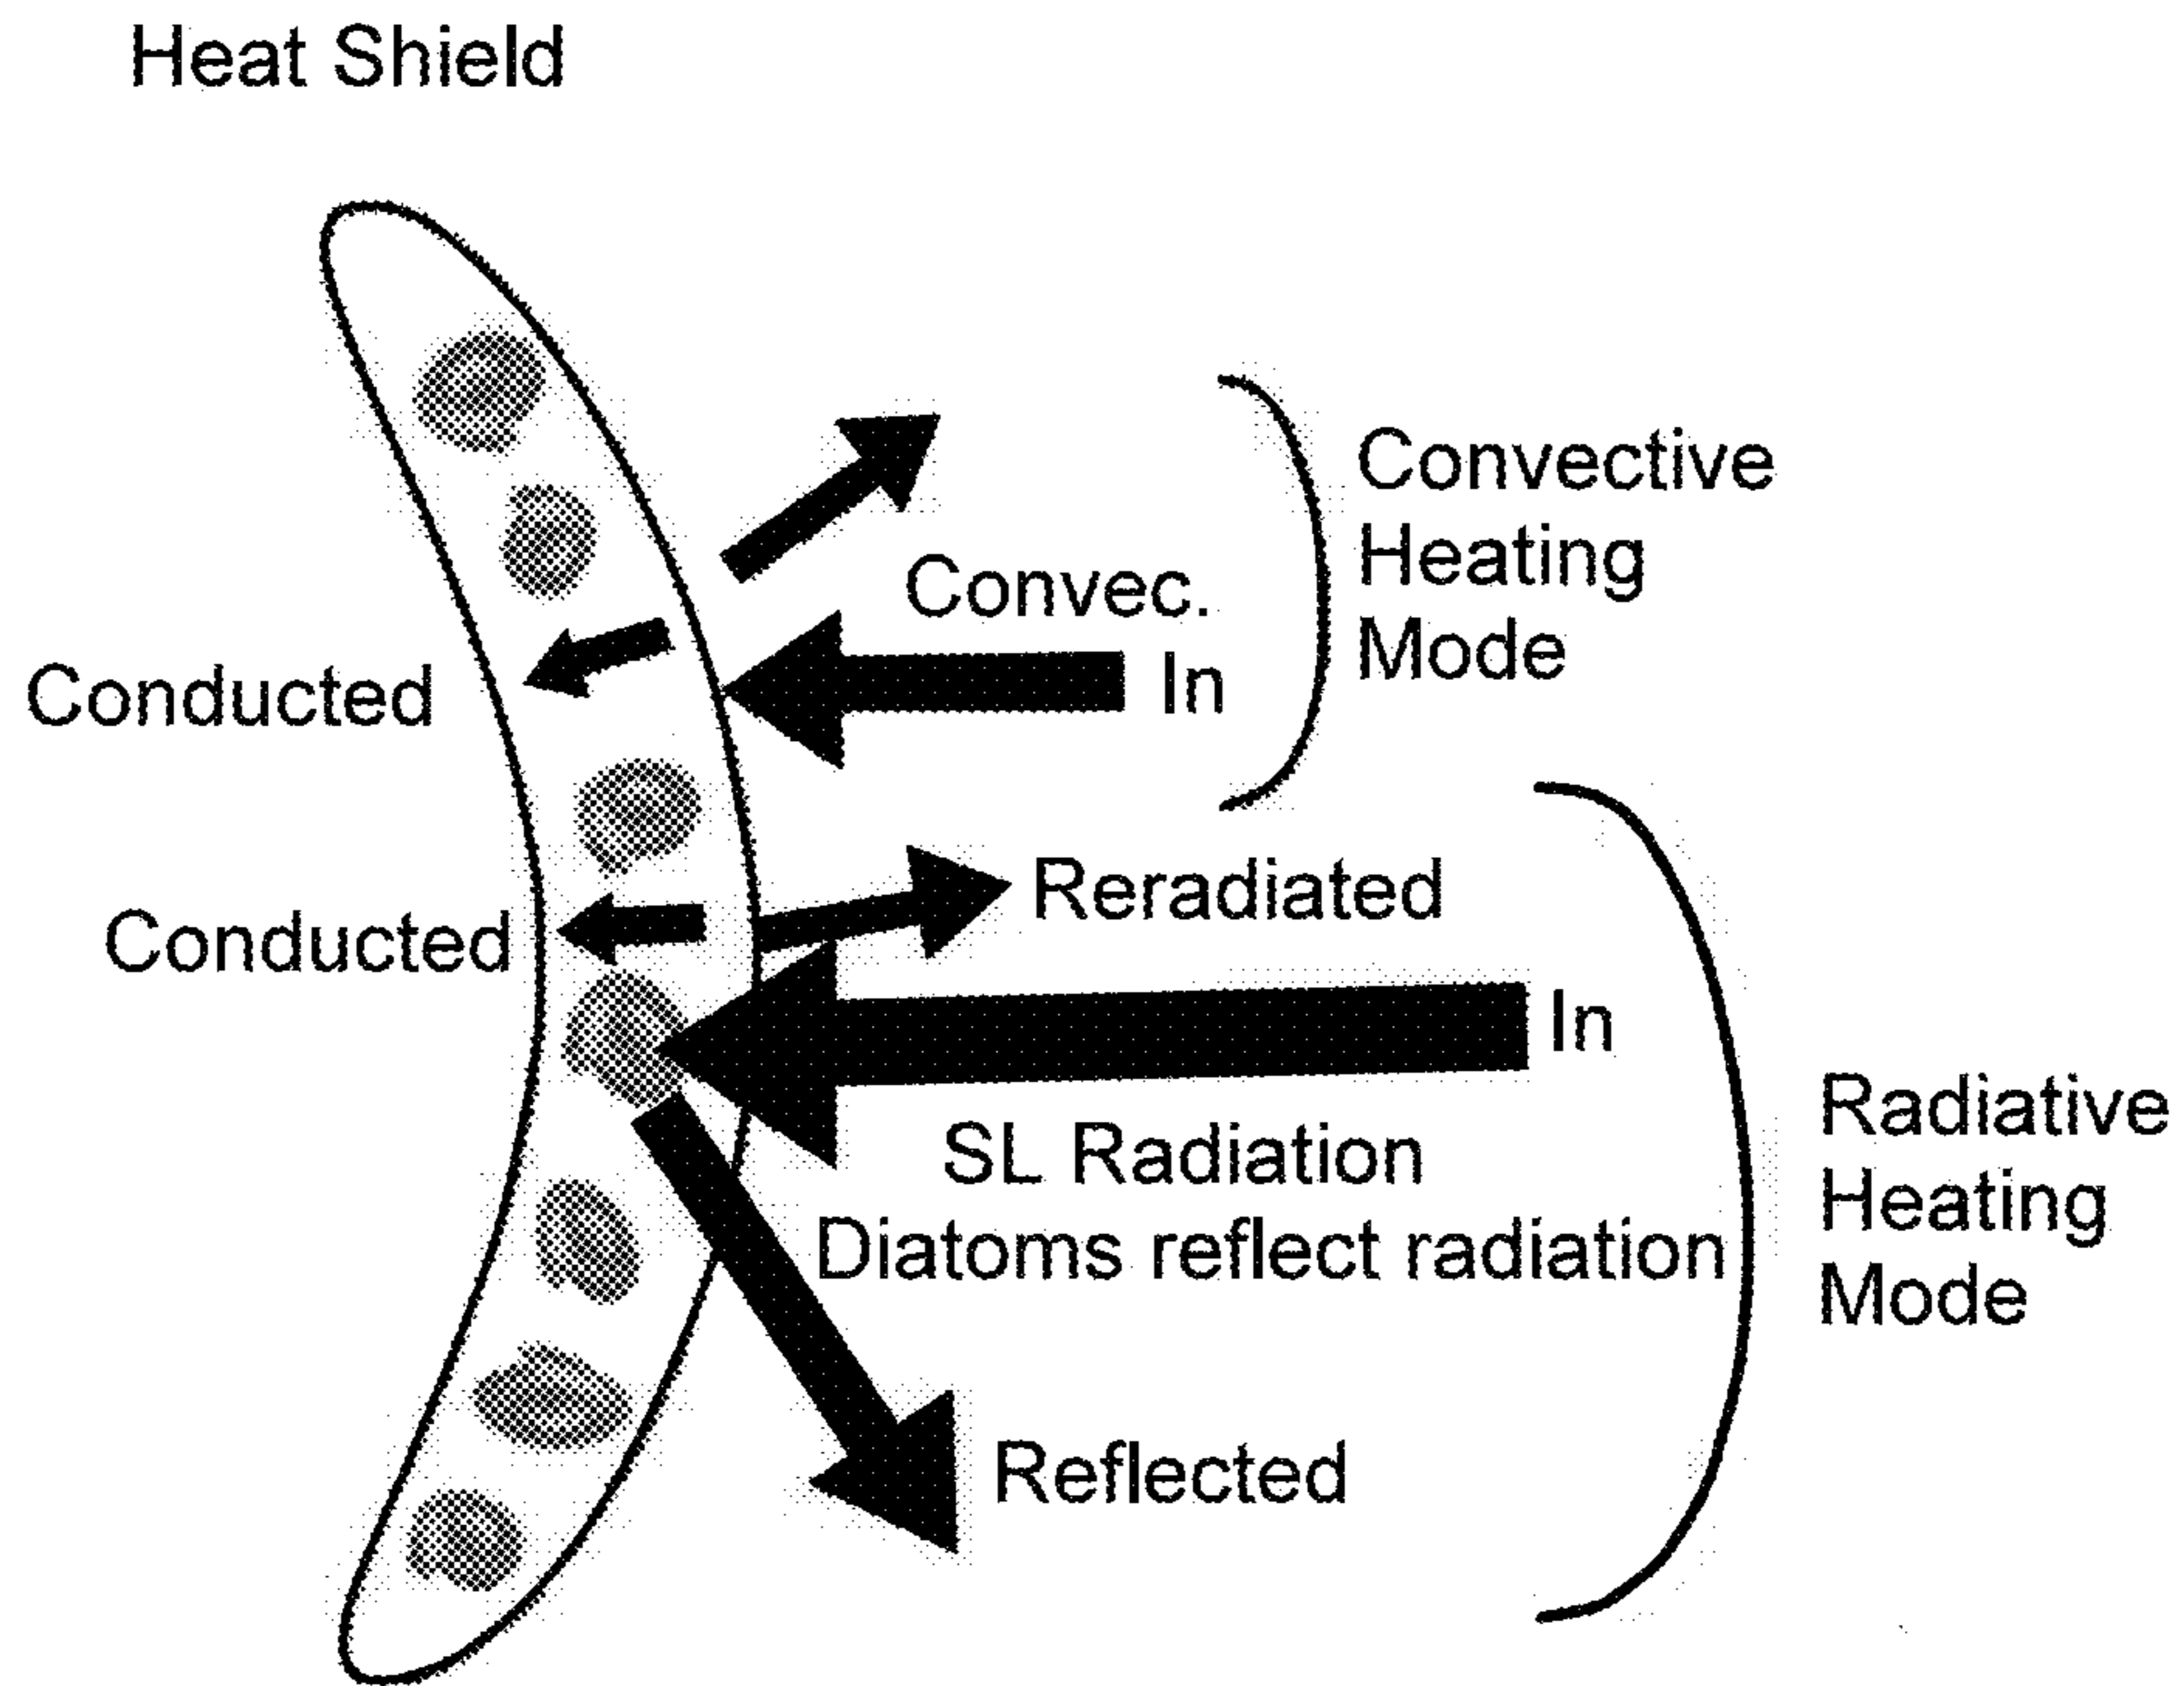 Heat Shield
Convective
Heating
Mode
Convec.
In
Conducted
Reradiated
Conducted
In
SL Radiation
Diatoms reflect radiation
Radiative
Heating
Mode
Reflected